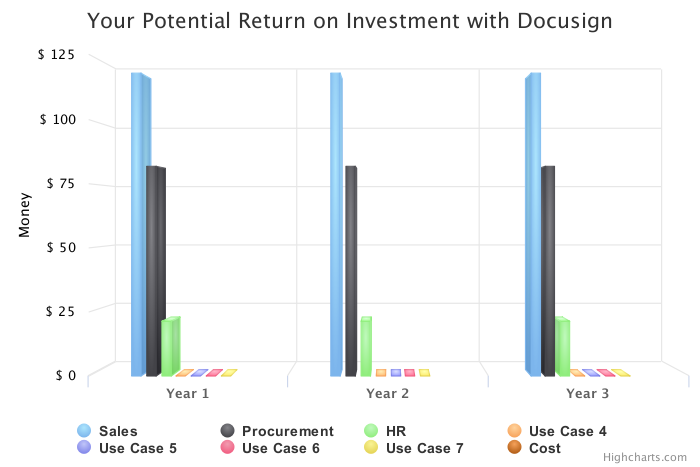 Your Potential Return on Investment with Docusign
$ 125
$ 100
$ 75
$ 50
$ 25
$ 0
Money
Year 1 Year 2 Year 3
Sales Procurement HR Use Case 4
Use Case 5 Use Case 6 Use Case 7 Cost
Highcharts.com